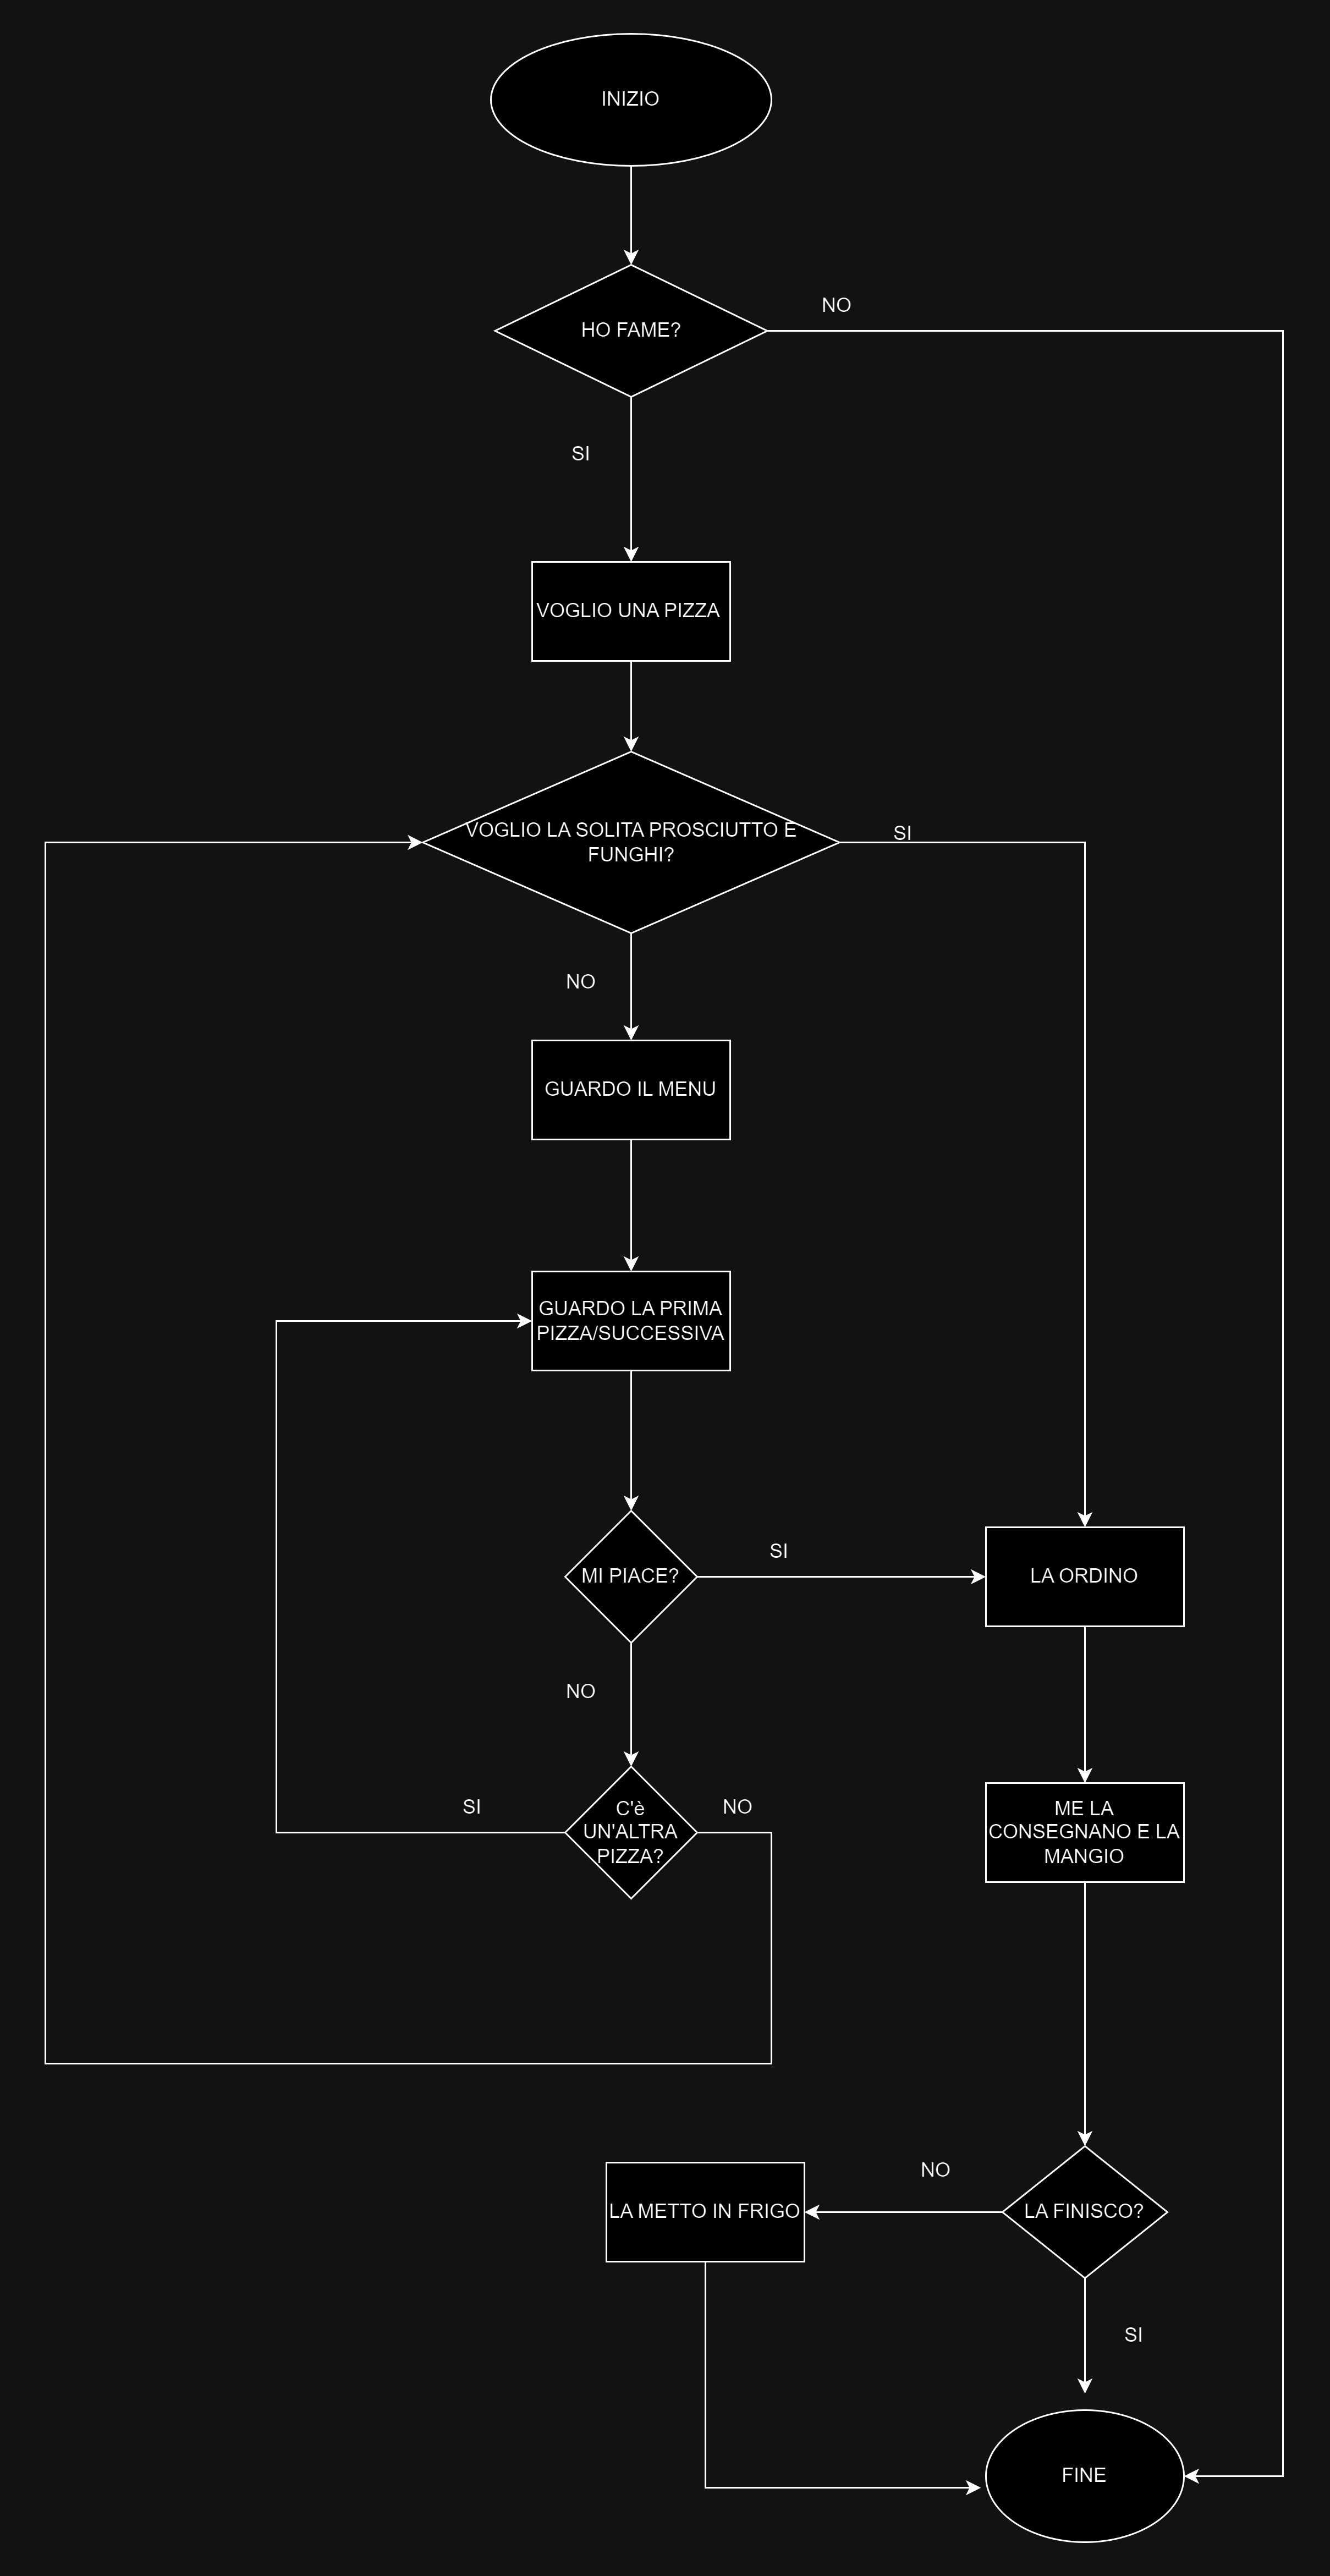 INIZIO
HO FAME?
NO
SI
VOGLIO UNA PIZZA
VOGLIO LA SOLITA PROSCIUTTO E
FUNGHI?
SI
NO
GUARDO IL MENU
GUARDO LA PRIMA
PIZZA/SUCCESSIVA
MI PIACE?
SI
LA ORDINO
NO
C'è
UN'ALTRA
PIZZA?
SI
NO
ME LA
CONSEGNANO E LA
MANGIO
LA FINISCO?
NO
LA METTO IN FRIGO
SI
FINE